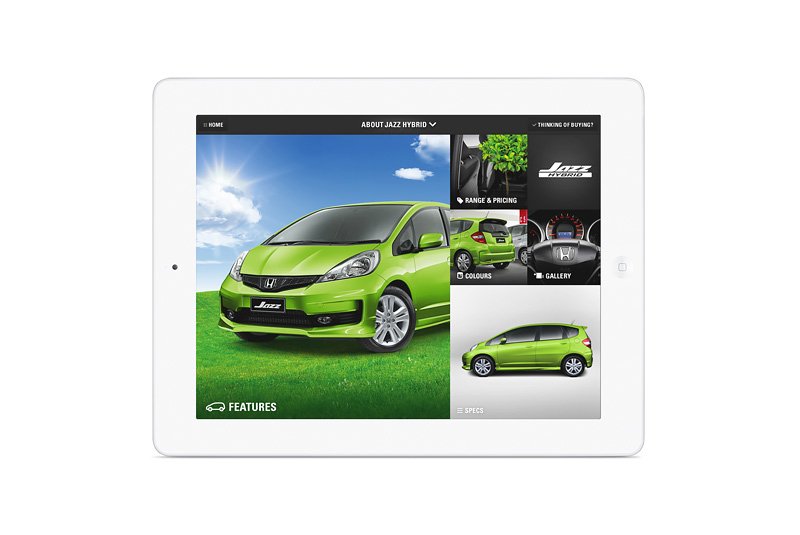 HOME
ABOUT JAZZ HYBRID
THINKING OF BUYING?
RANGE & PRICING
Jazz
HYBRID
COLOURS
GALLERY
Jazz
FEATURES
SPECS